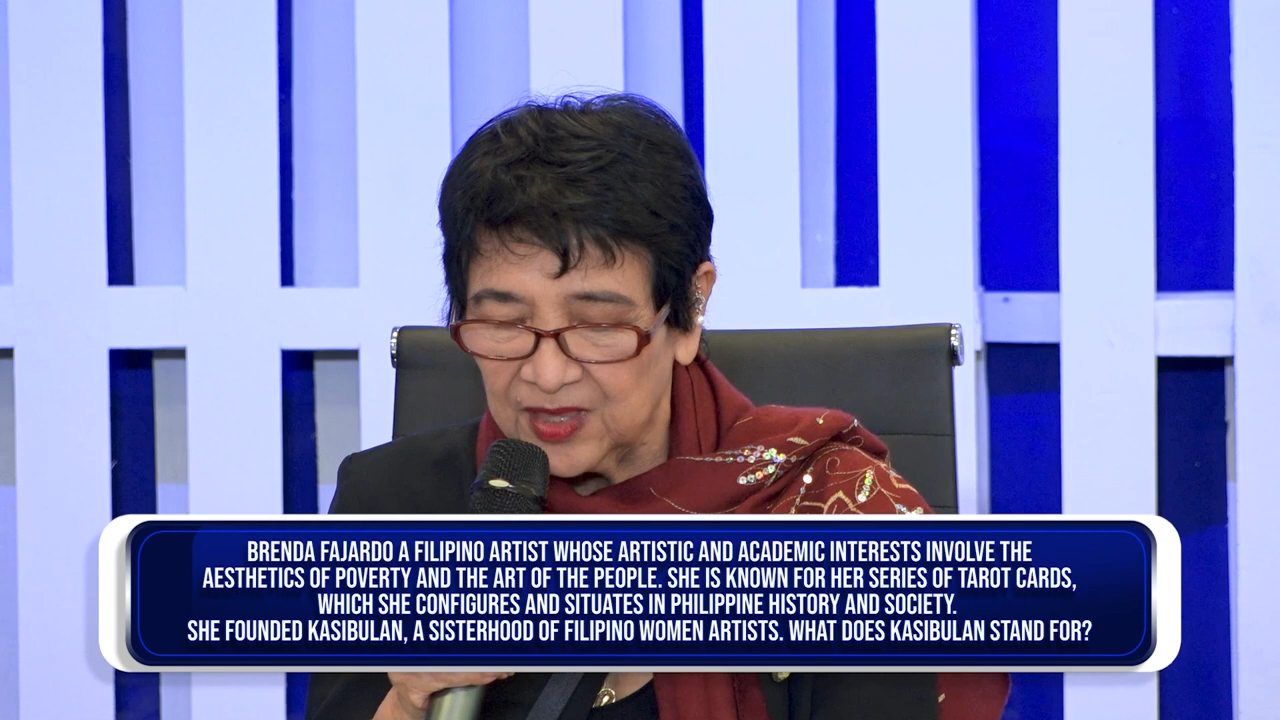 BRENDA FAJARDO A FILIPINO ARTIST WHOSE ARTISTIC AND ACADEMIC INTERESTS INVOLVE THE
AESTHETICS OF POVERTY AND THE ART OF THE PEOPLE. SHE IS KNOWN FOR HER SERIES OF TAROT CARDS,
WHICH SHE CONFIGURES AND SITUATES IN PHILIPPINE HISTORY AND SOCIETY.
SHE FOUNDED KASIBULAN, A SISTERHOOD OF FILIPINO WOMEN ARTISTS. WHAT DOES KASIBULAN STAND FOR?